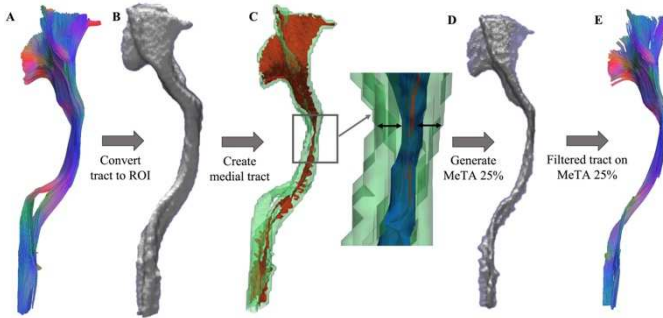 A
B
C
D
E
Convert
tract to ROI
Create
medial tract
Generate
MeTA 25%
Filtered tract on
MeTA 25%